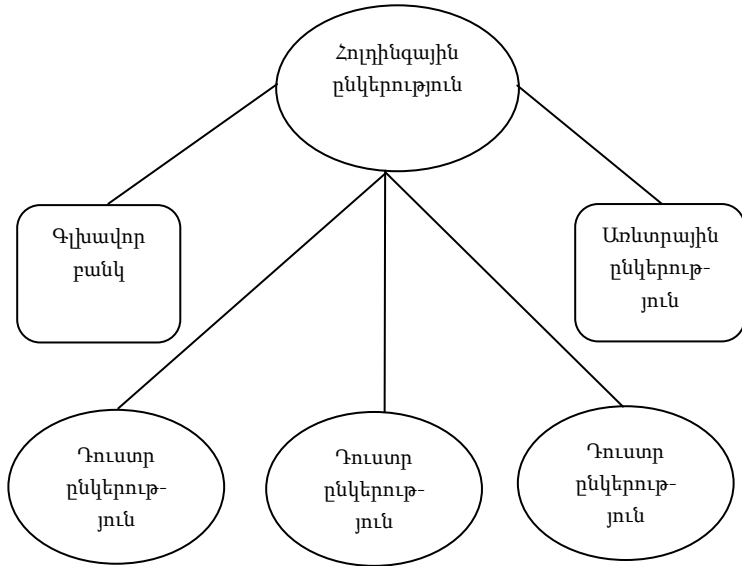 Հոլդինգային
ընկերություն
Գլխավոր
բանկ
Առևտրային
ընկերութ-
յուն
Դուստր
ընկերութ-
յուն
Դուստր
ընկերութ-
յուն
Դուստր
ընկերութ-
յուն